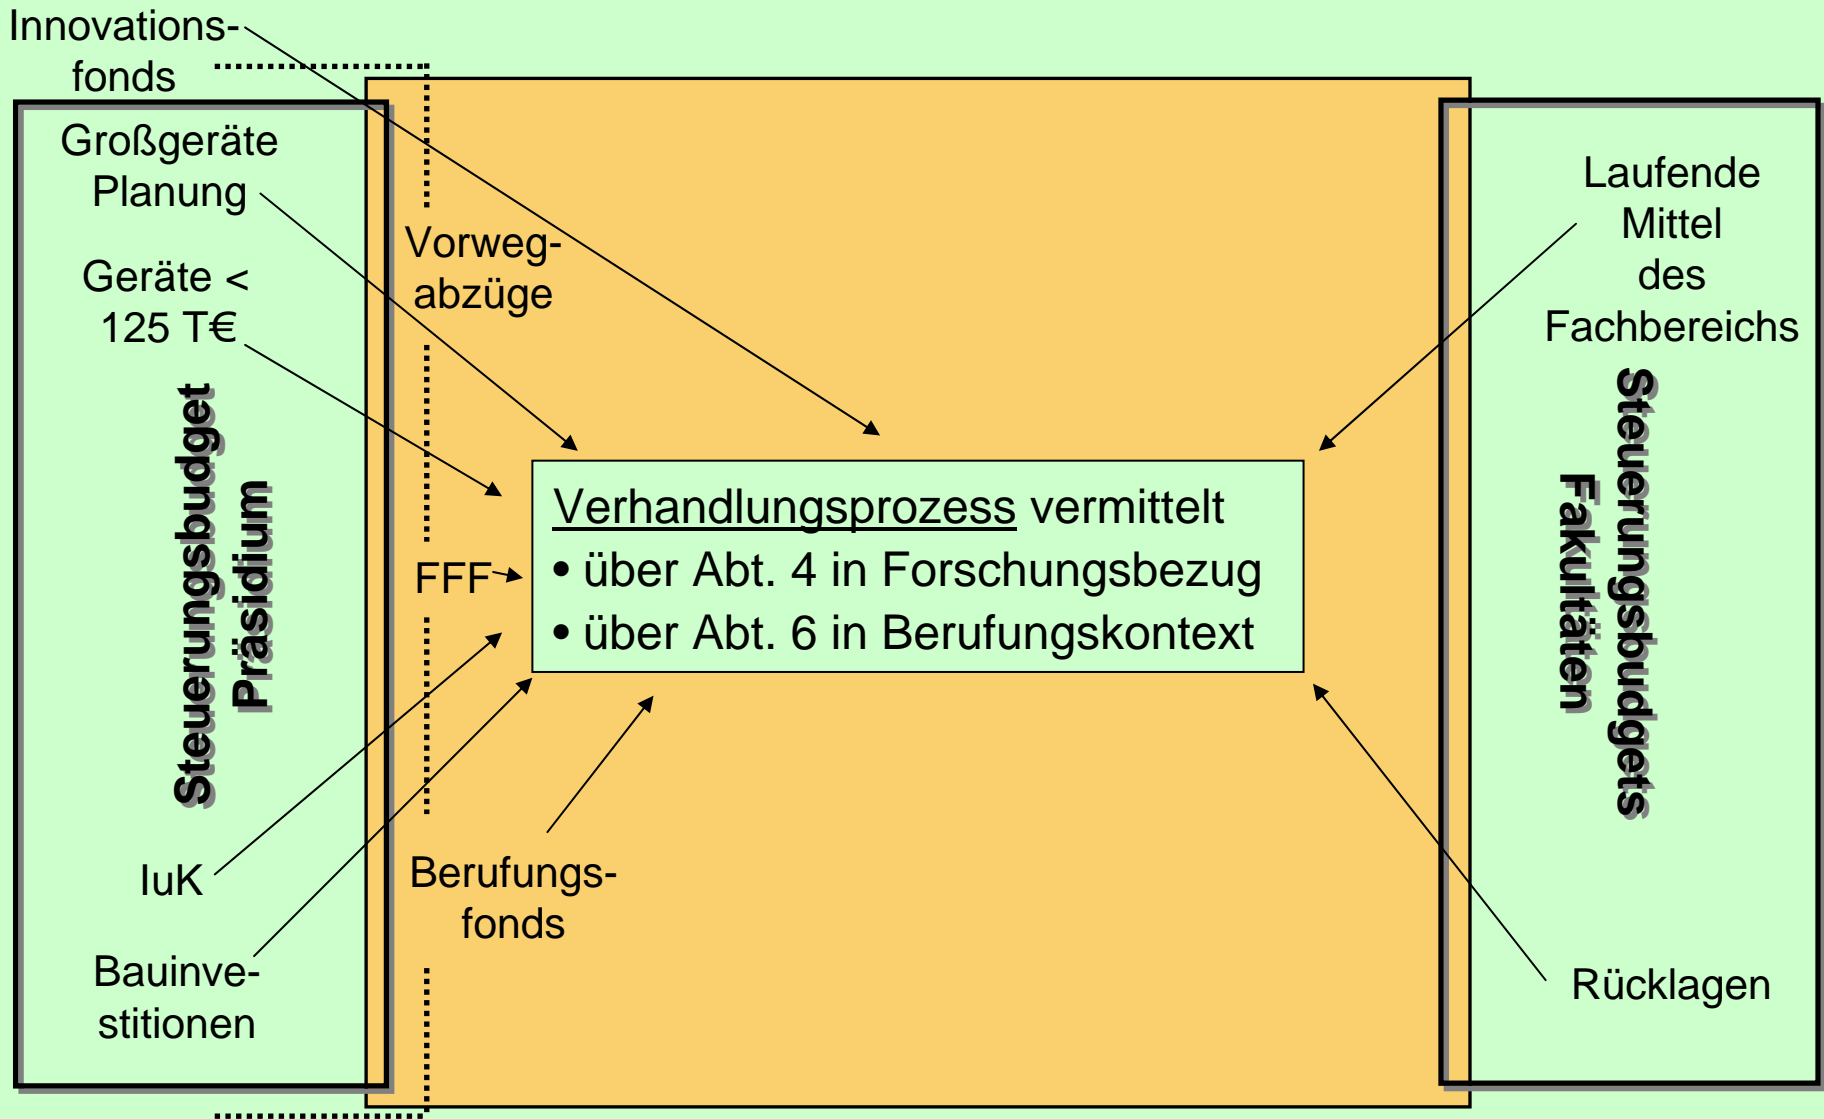 Innovations-
fonds
Großgeräte
Planung
Geräte <
125 T€
Steuerungsbudget
Präsidium
IuK
Bauinve-
stitionen
Vorweg-
abzüge
FFF
Berufungs-
fonds
Verhandlungsprozess vermittelt
• über Abt. 4 in Forschungsbezug
• über Abt. 6 in Berufungskontext
Laufende
Mittel
des
Fachbereichs
Steuerungsbudgets
Fakultäten
Rücklagen